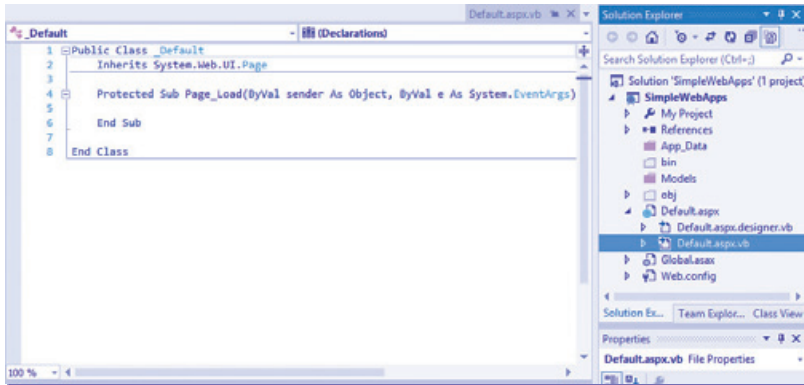 Default.aspx.vb
_Default
(Declarations)
1 Public Class _Default
2 Inherits System.Web.UI.Page
3
4 Protected Sub Page_Load(ByVal sender As Object, ByVal e As System.EventArgs)
5
6 End Sub
7
8 End Class
100 %
Solution Explorer
Search Solution Explorer (Ctrl+;)
Solution 'SimpleWebApps' (1 project)
SimpleWebApps
My Project
References
App_Data
bin
Models
obj
Default.aspx
Default.aspx.designer.vb
Default.aspx.vb
Global.asax
Web.config
Solution Ex... Team Explor... Class View
Properties
Default.aspx.vb File Properties